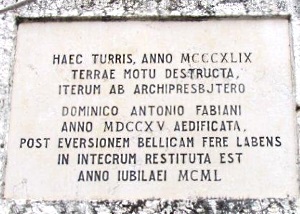 HAEC TURRIS, ANNO MCCCXLIX
TERRAE MOTU DESTRUCTA,
ITERUM AB ARCHIPRESBJTERO
DOMINICO ANTONIO FABIANI
ANNO MDCCXV AEDIFICATA,
POST EVERSIONEM BELLICAM FERE LABENS
IN INTEGRUM RESTITUTA EST
ANNO IUBILAEI MCML